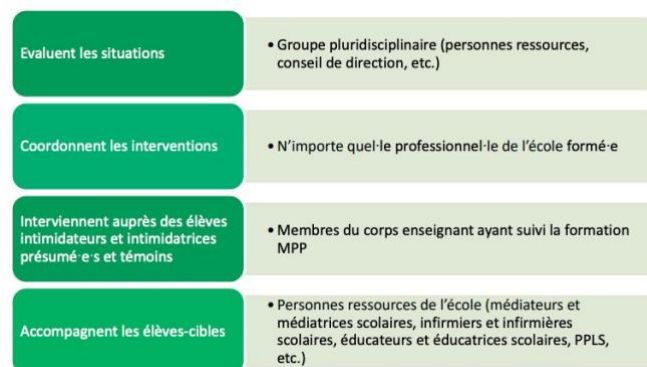 Evaluent les situations
• Groupe pluridisciplinaire (personnes ressources,
conseil de direction, etc.)
Coordonnent les interventions
• N'importe quel·le professionnel·le de l'école formé·e
Interviennent auprès des élèves
intimidateurs et intimidatrices
présumé·e·s et témoins
• Membres du corps enseignant ayant suivi la formation
MPP
Accompagnent les élèves-cibles
• Personnes ressources de l'école (médiateurs et
médiatrices scolaires, infirmiers et infirmières
scolaires, éducateurs et éducatrices scolaires, PPLS,
etc.)